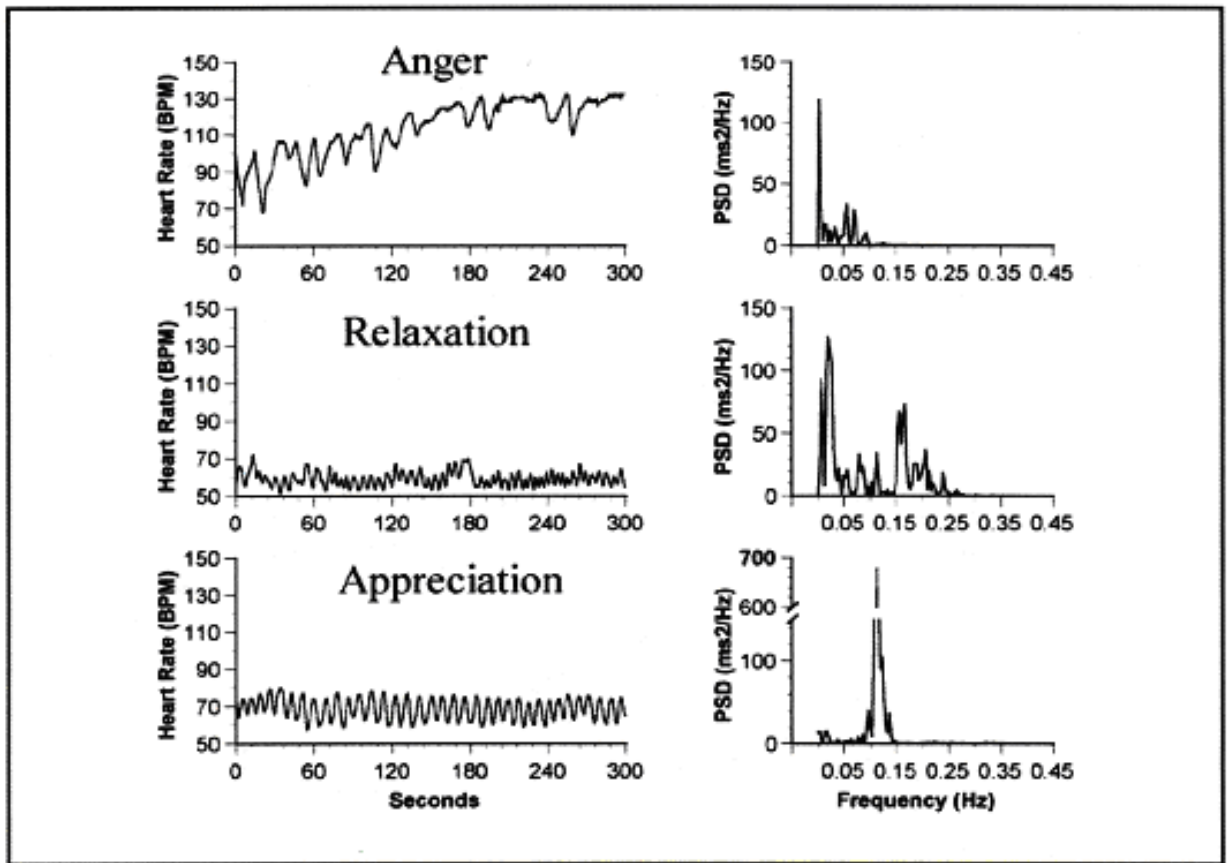 Anger
Heart Rate (BPM)
150
130
110
90
70
50
0 60 120 180 240 300
PSD (ms2/Hz)
150
100
50
0
0.05 0.15 0.25 0.35 0.45
Relaxation
Heart Rate (BPM)
150
130
110
90
70
50
0 60 120 180 240 300
PSD (ms2/Hz)
150
100
50
0
0.05 0.15 0.25 0.35 0.45
Appreciation
Heart Rate (BPM)
150
130
110
90
70
50
0 60 120 180 240 300
Seconds
PSD (ms2/Hz)
700
600
100
0
0.05 0.15 0.25 0.35 0.45
Frequency (Hz)